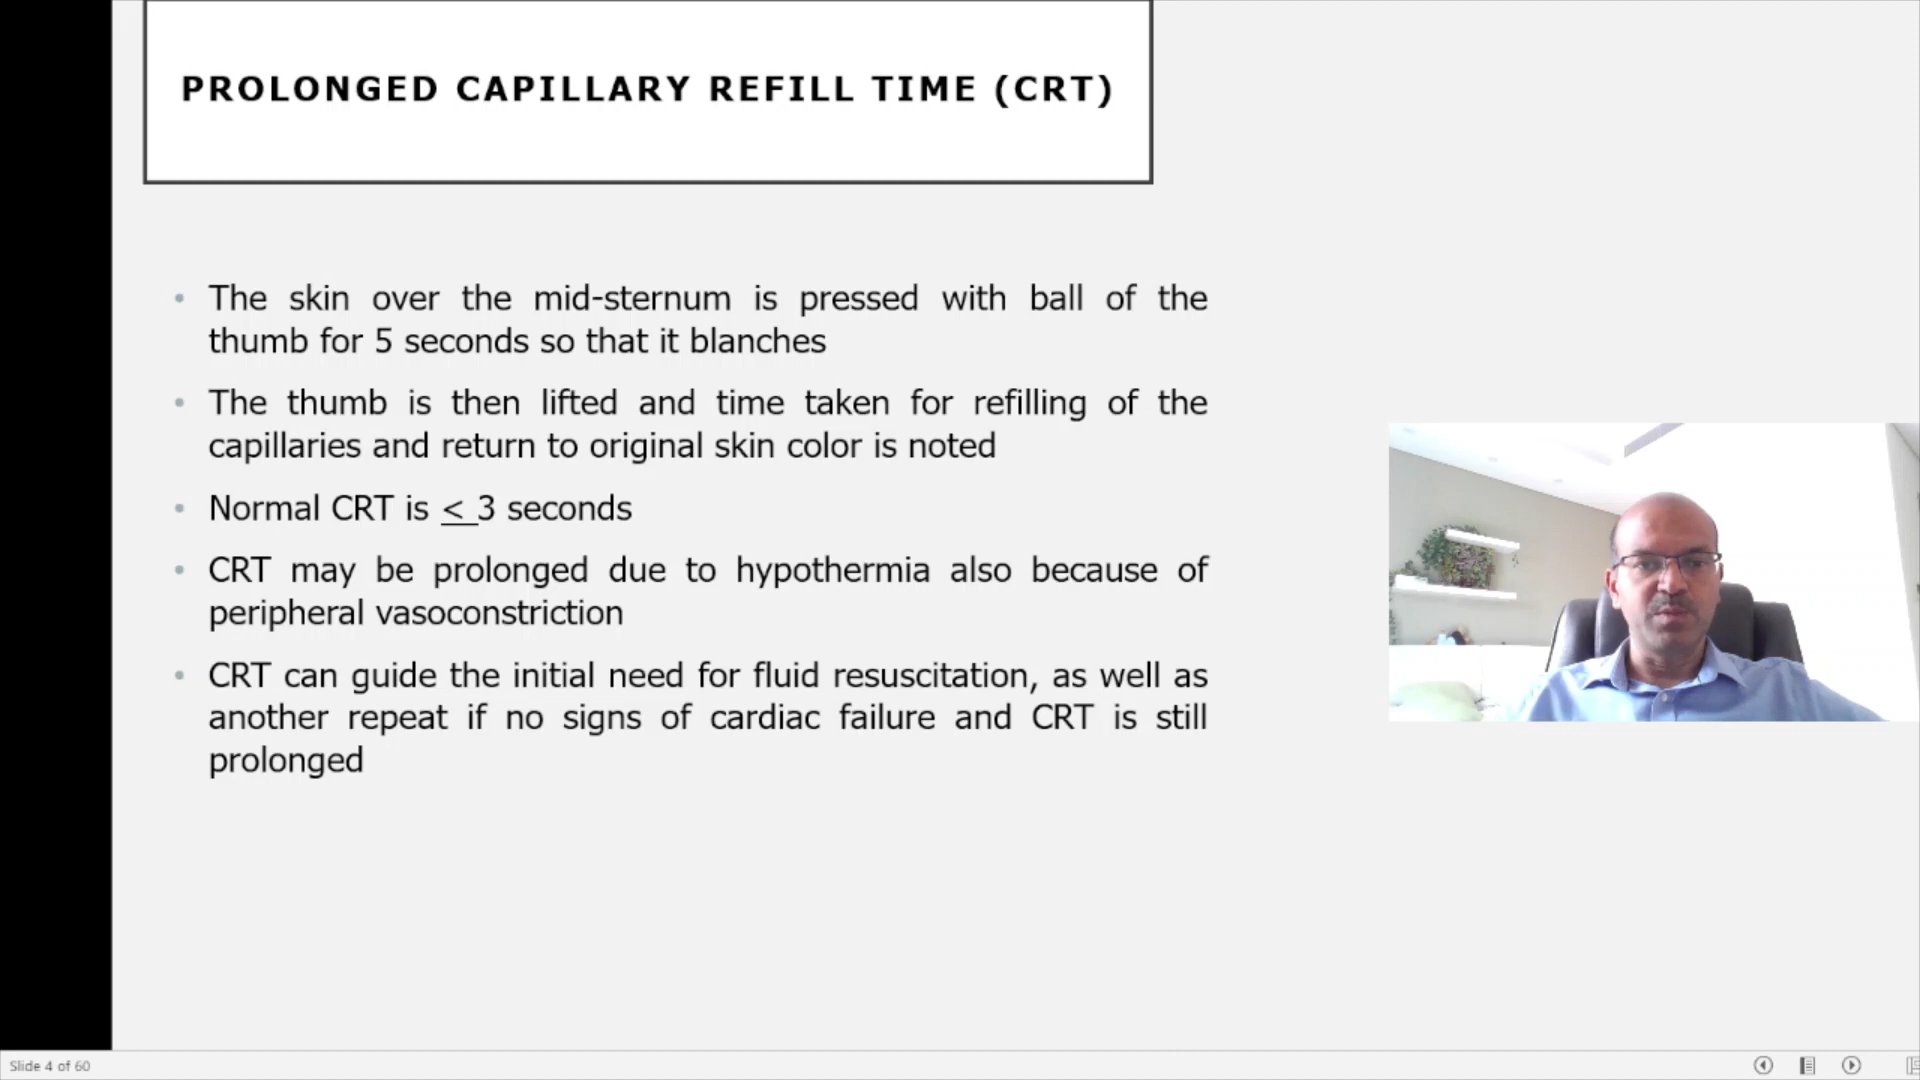 PROLONGED CAPILLARY REFILL TIME (CRT)
• The skin over the mid-sternum is pressed with ball of the
thumb for 5 seconds so that it blanches
• The thumb is then lifted and time taken for refilling of the
capillaries and return to original skin color is noted
• Normal CRT is < 3 seconds
• CRT may be prolonged due to hypothermia also because of
peripheral vasoconstriction
• CRT can guide the initial need for fluid resuscitation, as well as
another repeat if no signs of cardiac failure and CRT is still
prolonged
Slide 4 of 60